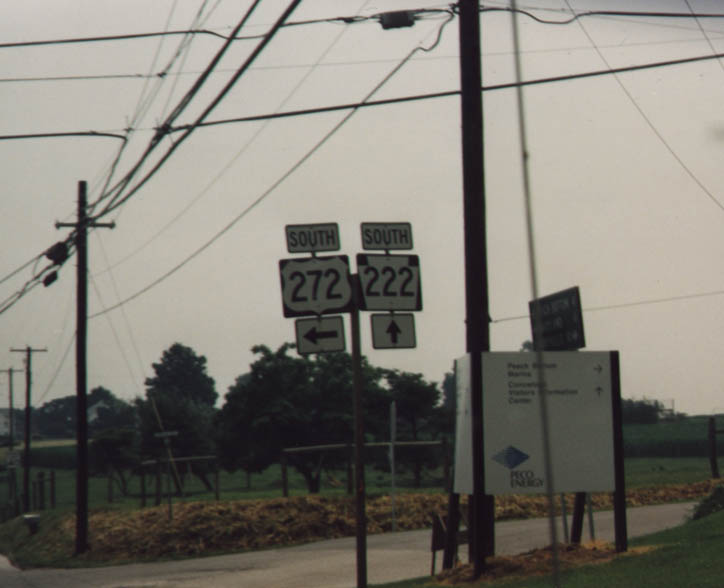 SOUTH
SOUTH
272
222
Peach Bottom
Marina
Conowingo
Visitors Information
Center
PECO
ENERGY